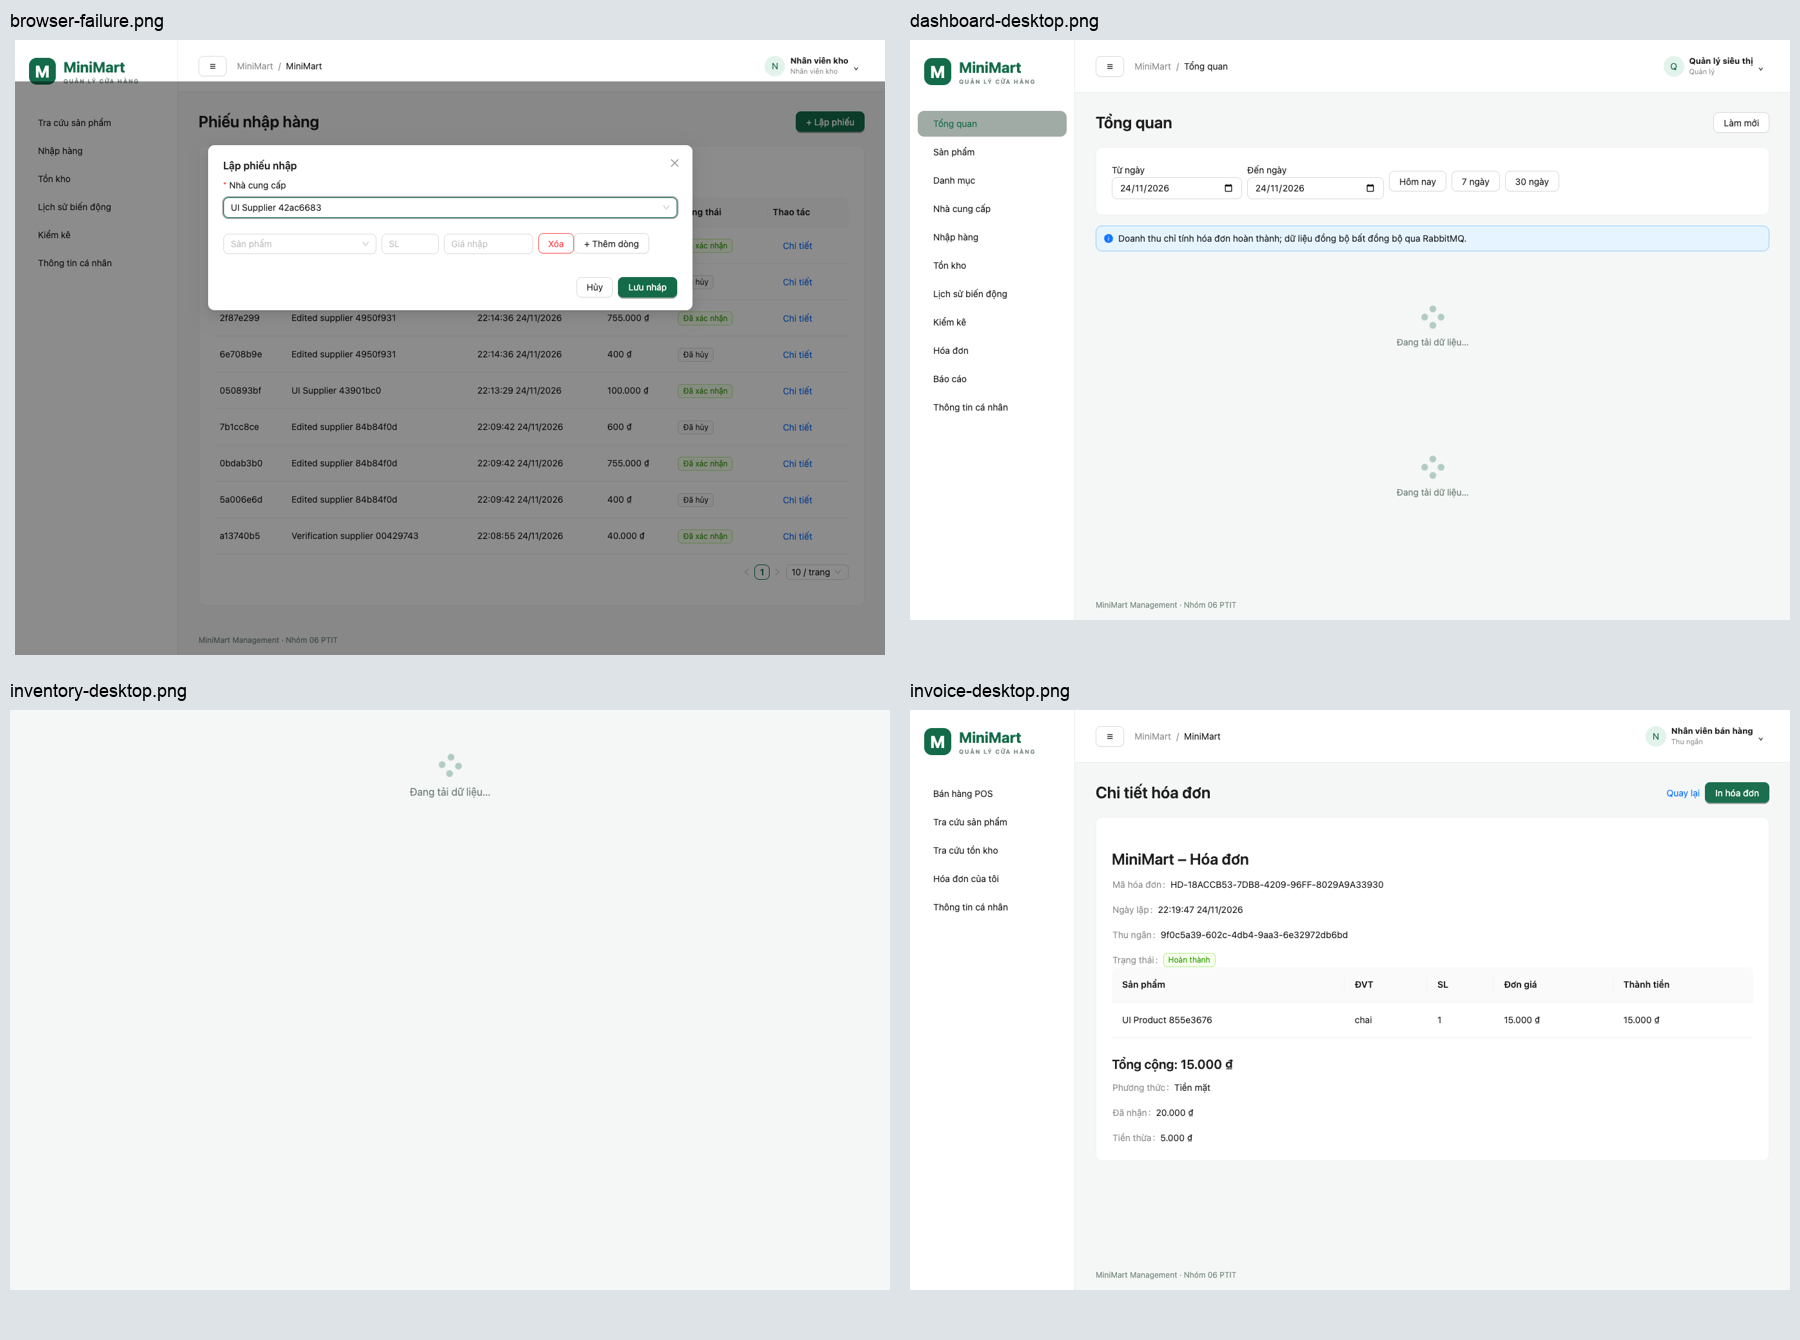 browser-failure.png
M MiniMart
QUẢN LÝ CỬA HÀNG
≡ MiniMart / MiniMart
N Nhân viên kho
Nhân viên kho
Tra cứu sản phẩm
Nhập hàng
Tồn kho
Lịch sử biến động
Kiểm kê
Thông tin cá nhân
Phiếu nhập hàng
+ Lập phiếu
Lập phiếu nhập
* Nhà cung cấp
UI Supplier 42ac6683
Sản phẩm SL Giá nhập Xóa + Thêm dòng
Hủy Lưu nháp
ng thái Thao tác
ác nhận Chi tiết
hủy Chi tiết
2f87e299 Edited supplier 4950f931 22:14:36 24/11/2026 755.000 ₫ Đã xác nhận Chi tiết
6e708b9e Edited supplier 4950f931 22:14:36 24/11/2026 400 ₫ Đã hủy Chi tiết
050893bf UI Supplier 43901bc0 22:13:29 24/11/2026 100.000 ₫ Đã xác nhận Chi tiết
7b1cc8ce Edited supplier 84b84f0d 22:09:42 24/11/2026 600 ₫ Đã hủy Chi tiết
0bdab3b0 Edited supplier 84b84f0d 22:09:42 24/11/2026 755.000 ₫ Đã xác nhận Chi tiết
5a006e6d Edited supplier 84b84f0d 22:09:42 24/11/2026 400 ₫ Đã hủy Chi tiết
a13740b5 Verification supplier 00429743 22:08:55 24/11/2026 40.000 ₫ Đã xác nhận Chi tiết
< 1 > 10 / trang
MiniMart Management · Nhóm 06 PTIT
dashboard-desktop.png
M MiniMart
QUẢN LÝ CỬA HÀNG
≡ MiniMart / Tổng quan
Q Quản lý siêu thị
Quản lý
Tổng quan
Sản phẩm
Danh mục
Nhà cung cấp
Nhập hàng
Tồn kho
Lịch sử biến động
Kiểm kê
Hóa đơn
Báo cáo
Thông tin cá nhân
Tổng quan
Làm mới
Từ ngày Đến ngày
24/11/2026 24/11/2026 Hôm nay 7 ngày 30 ngày
Doanh thu chỉ tính hóa đơn hoàn thành; dữ liệu đồng bộ bất đồng bộ qua RabbitMQ.
Đang tải dữ liệu...
Đang tải dữ liệu...
MiniMart Management · Nhóm 06 PTIT
inventory-desktop.png
Đang tải dữ liệu...
invoice-desktop.png
M MiniMart
QUẢN LÝ CỬA HÀNG
≡ MiniMart / MiniMart
N Nhân viên bán hàng
Thu ngân
Bán hàng POS
Tra cứu sản phẩm
Tra cứu tồn kho
Hóa đơn của tôi
Thông tin cá nhân
Chi tiết hóa đơn
Quay lại In hóa đơn
MiniMart – Hóa đơn
Mã hóa đơn : HD-18ACCB53-7DB8-4209-96FF-8029A9A33930
Ngày lập : 22:19:47 24/11/2026
Thu ngân : 9f0c5a39-602c-4db4-9aa3-6e32972db6bd
Trạng thái : Hoàn thành
Sản phẩm ĐVT SL Đơn giá Thành tiền
UI Product 855e3676 chai 1 15.000 ₫ 15.000 ₫
Tổng cộng: 15.000 ₫
Phương thức : Tiền mặt
Đã nhận : 20.000 ₫
Tiền thừa : 5.000 ₫
MiniMart Management · Nhóm 06 PTIT